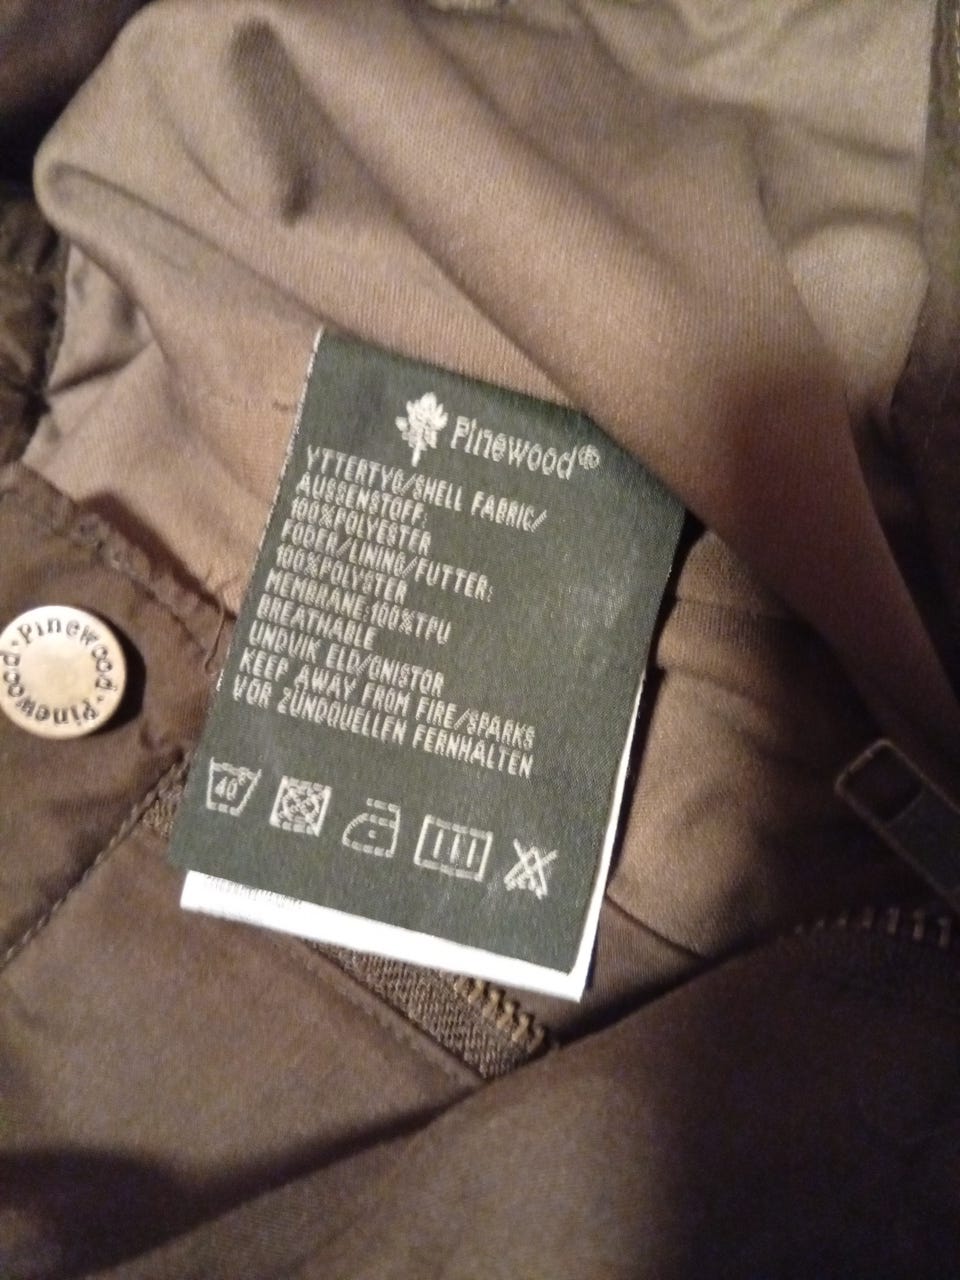 Pinewood®
YTTERTYG/SHELL FABRIC/
AUSSENSTOFF:
100%POLYESTER
FODER/LINING/FUTTER:
100%POLYSTER
MEMBRANE:100%TPU
BREATHABLE
UNDVIK ELD/GNISTOR
KEEP AWAY FROM FIRE/SPARKS
VOR ZÜNDQUELLEN FERNHALTEN
40°
Pinewood·Pinewood·